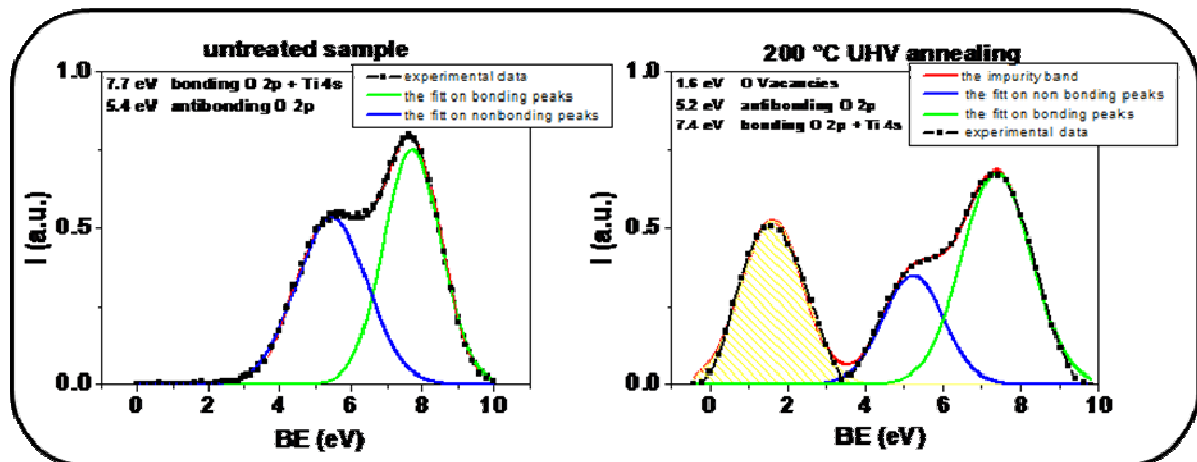 untreated sample
7.7 eV bonding O 2p + Ti 4s
5.4 eV antibonding O 2p
experimental data
the fitt on bonding peaks
the fitt on nonbonding peaks
1.0
0.5
0.0
I (a.u.)
0 2 4 6 8 10
BE (eV)
200 °C UHV annealing
1.6 eV O Vacancies
5.2 eV antibonding O 2p
7.4 eV bonding O 2p + Ti 4s
the impurity band
the fitt on non bonding peaks
the fitt on bonding peaks
experimental data
1.0
0.5
0.0
I (a.u.)
0 2 4 6 8 10
BE (eV)